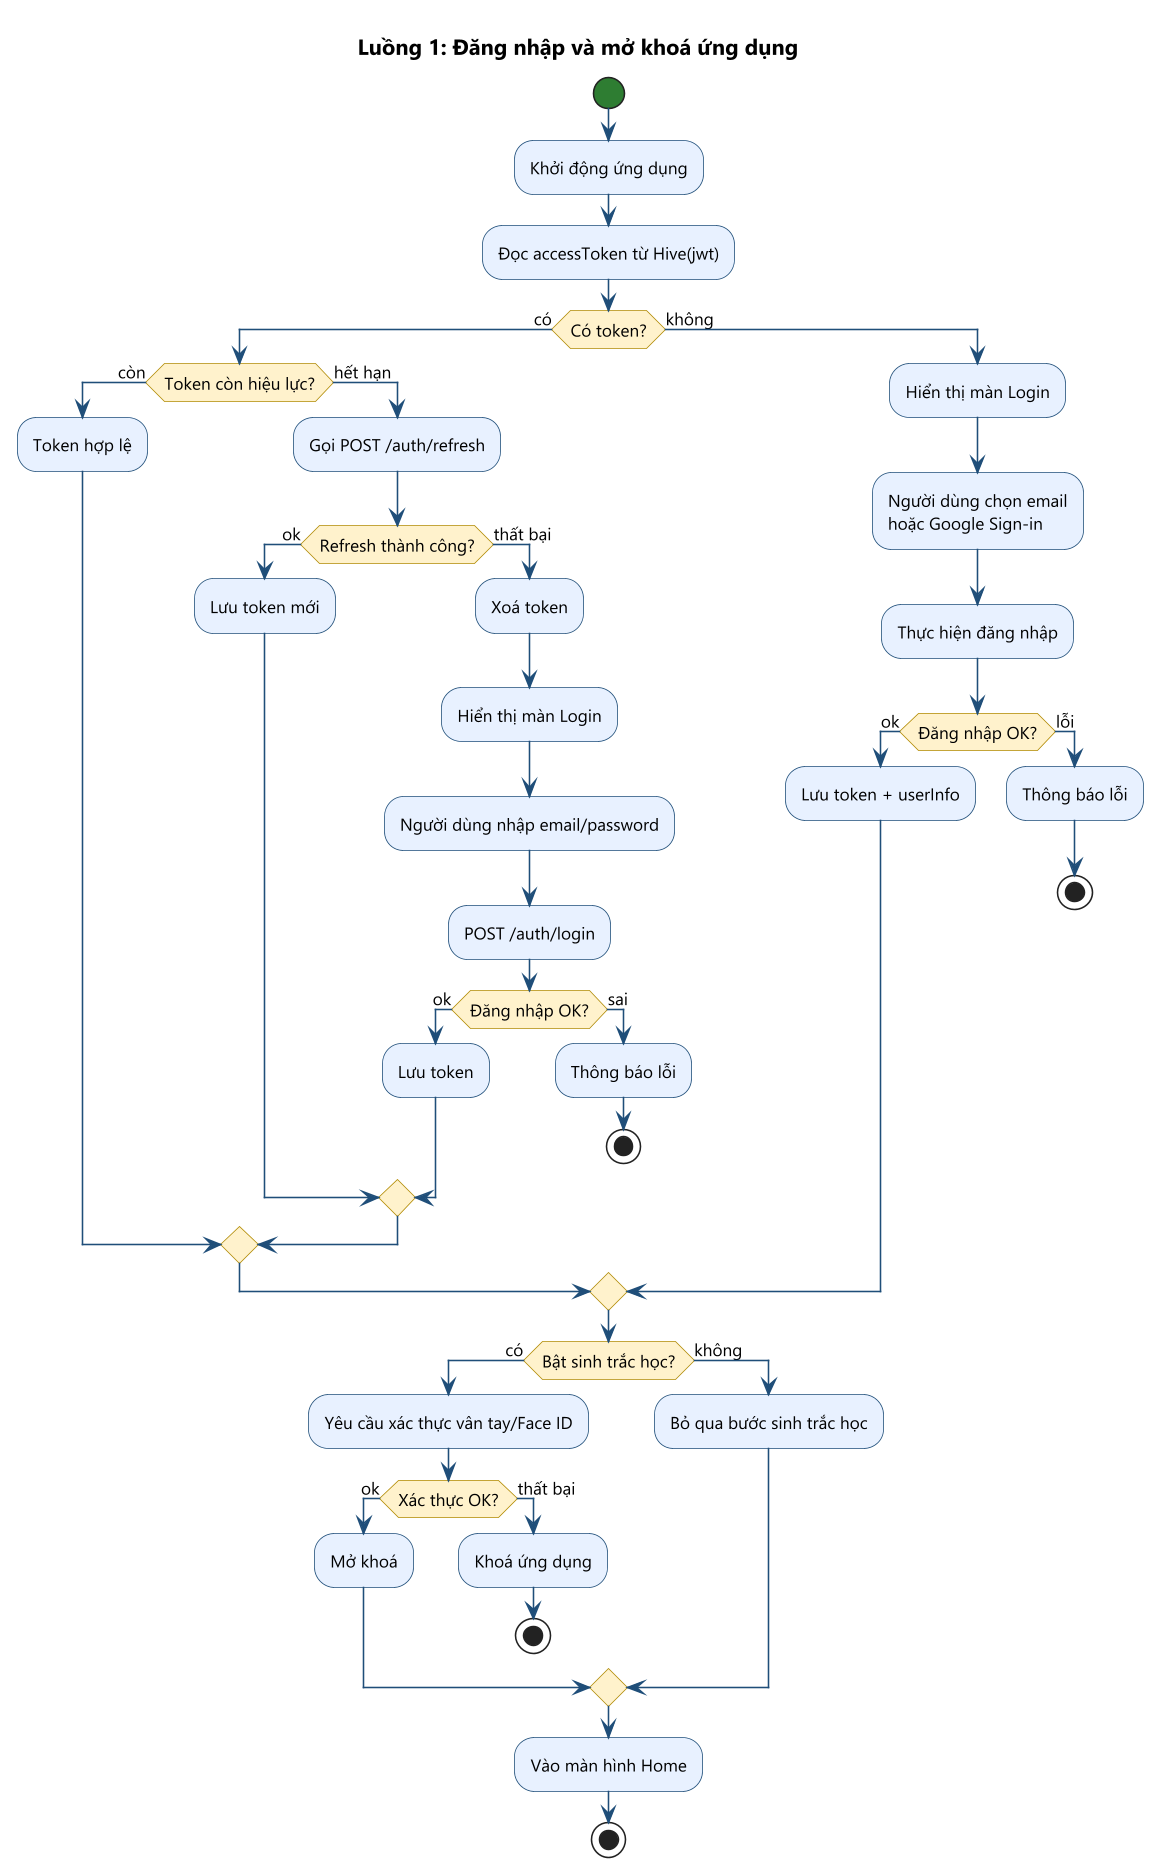 Luồng 1: Đăng nhập và mở khoá ứng dụng
Khởi động ứng dụng
Đọc accessToken từ Hive(jwt)
có
Có token?
không
còn
Token còn hiệu lực?
hết hạn
Token hợp lệ
Gọi POST /auth/refresh
ok
Refresh thành công?
thất bại
Lưu token mới
Xoá token
Hiển thị màn Login
Người dùng nhập email/password
POST /auth/login
ok
Đăng nhập OK?
sai
Lưu token
Thông báo lỗi
Hiển thị màn Login
Người dùng chọn email
hoặc Google Sign-in
Thực hiện đăng nhập
ok
Đăng nhập OK?
lỗi
Lưu token + userInfo
Thông báo lỗi
có
Bật sinh trắc học?
không
Yêu cầu xác thực vân tay/Face ID
Bỏ qua bước sinh trắc học
ok
Xác thực OK?
thất bại
Mở khoá
Khoá ứng dụng
Vào màn hình Home